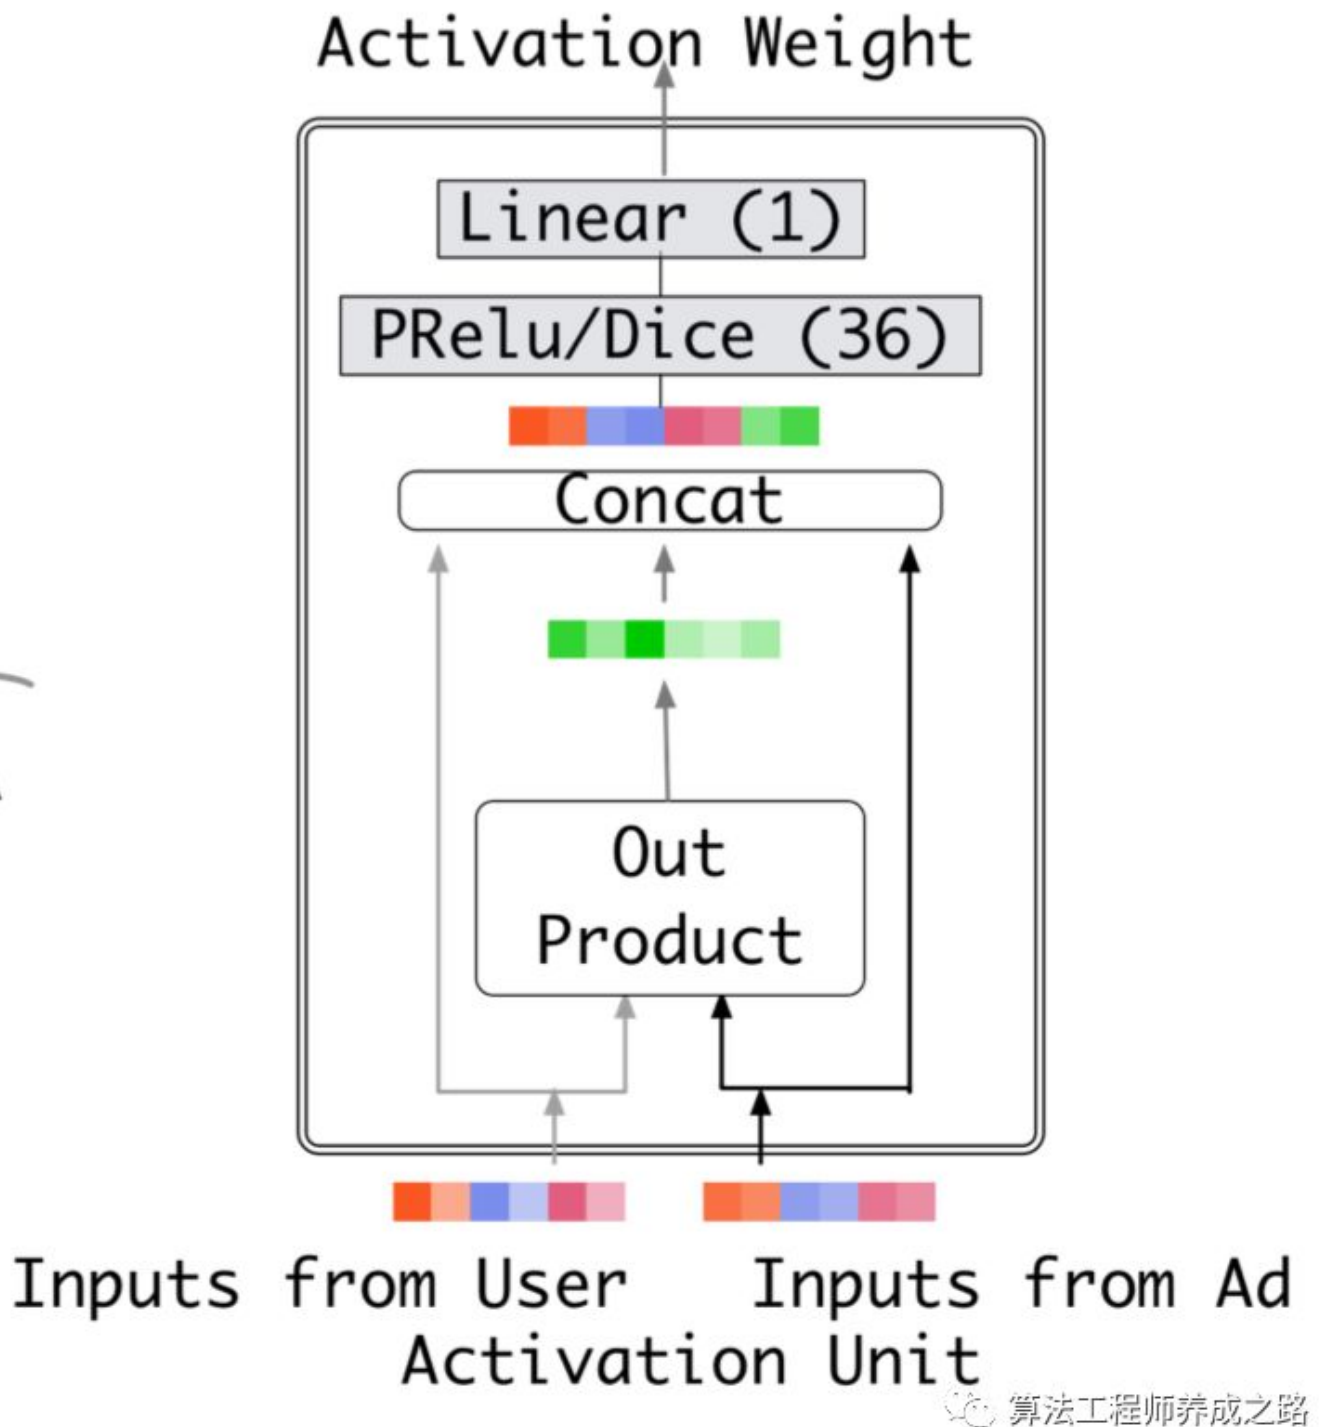 Activation Weight
Linear (1)
PRelu/Dice (36)
Concat
Out
Product
Inputs from User
Inputs from Ad
Activation Unit
算法工程师养成之路